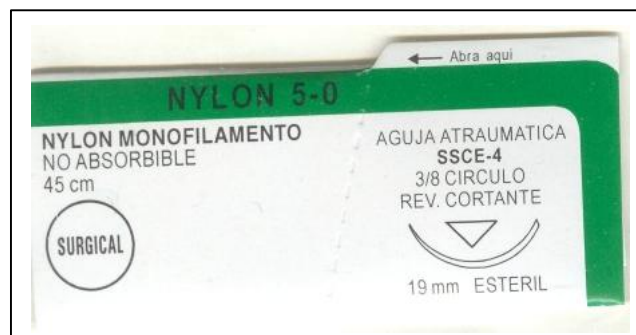 Abra aqui
NYLON 5-0
NYLON MONOFILAMENTO
NO ABSORBIBLE
45 cm
SURGICAL
AGUJA ATRAUMATICA
SSCE-4
3/8 CIRCULO
REV. CORTANTE
19 mm ESTERIL